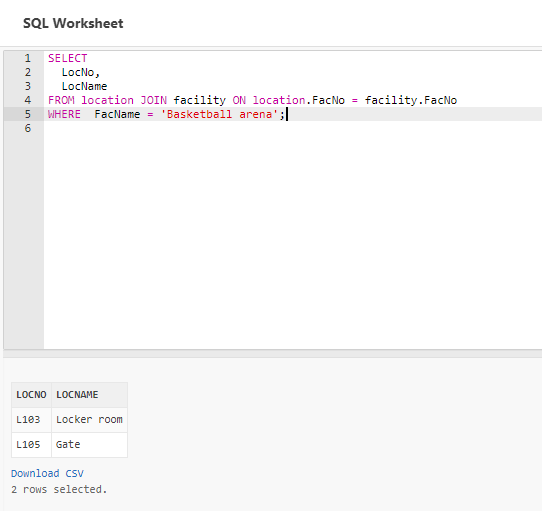 SQL Worksheet
1 SELECT
2 LocNo,
3 LocName
4 FROM location JOIN facility ON location.FacNo = facility.FacNo
5 WHERE  FacName = 'Basketball arena';
6
LOCNO LOCNAME
L103 Locker room
L105 Gate
Download CSV
2 rows selected.